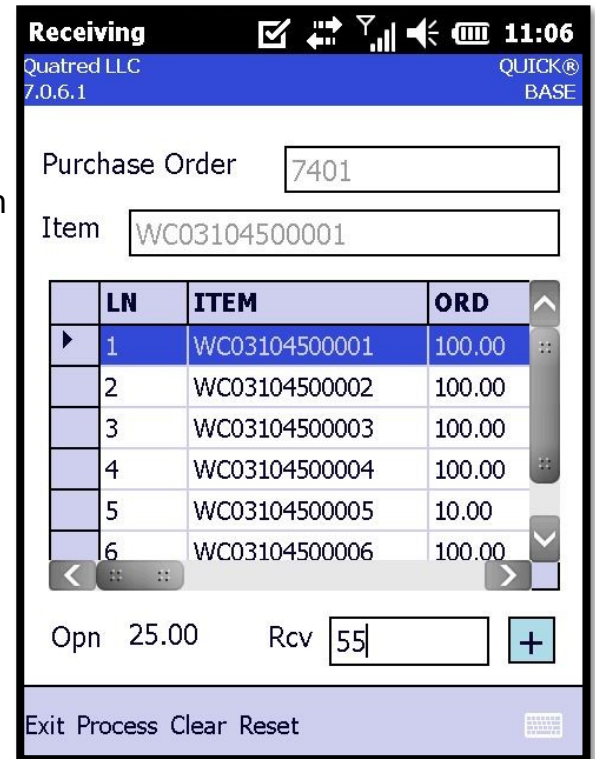 Receiving 11:06
Quatred LLC QUICK®
7.0.6.1 BASE
Purchase Order 7401
n
Item WC03104500001
LN ITEM ORD
1 WC03104500001 100.00
2 WC03104500002 100.00
3 WC03104500003 100.00
4 WC03104500004 100.00
5 WC03104500005 10.00
6 WC03104500006 100.00
Opn 25.00 Rcv 55 +
Exit Process Clear Reset